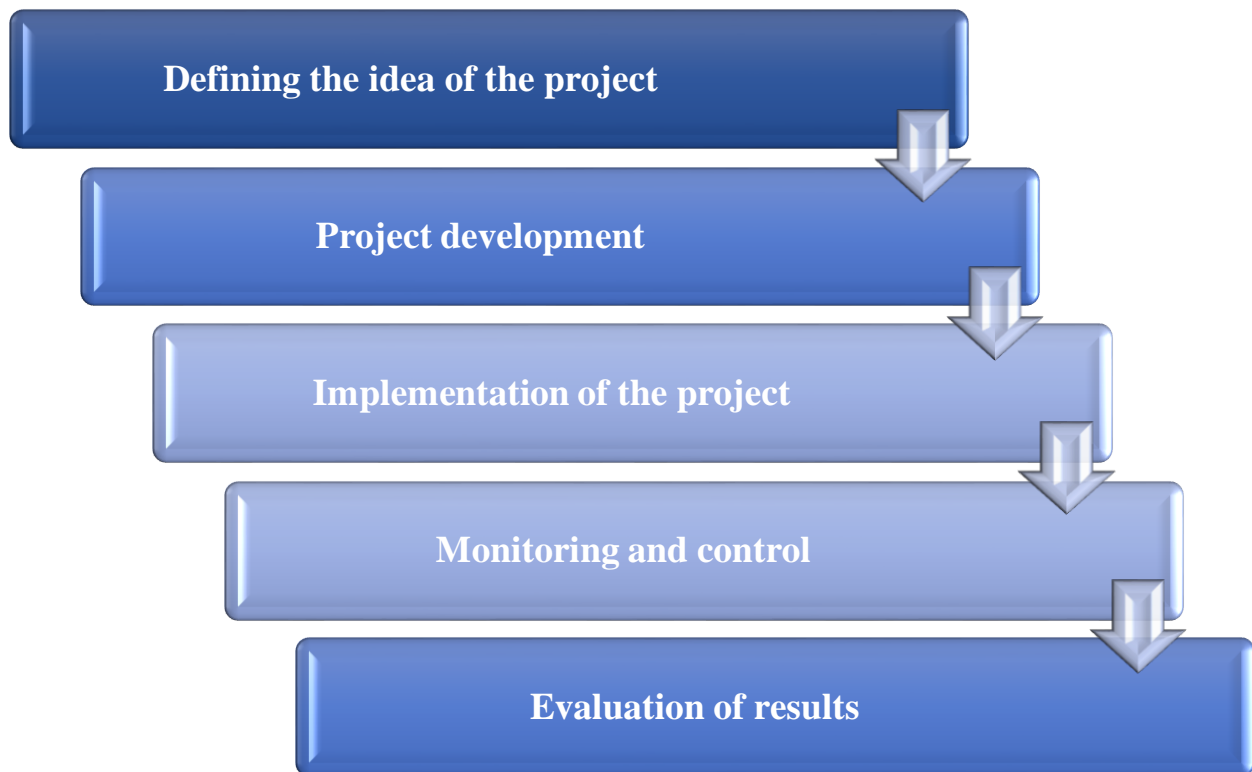 Defining the idea of the project
Project development
Implementation of the project
Monitoring and control
Evaluation of results